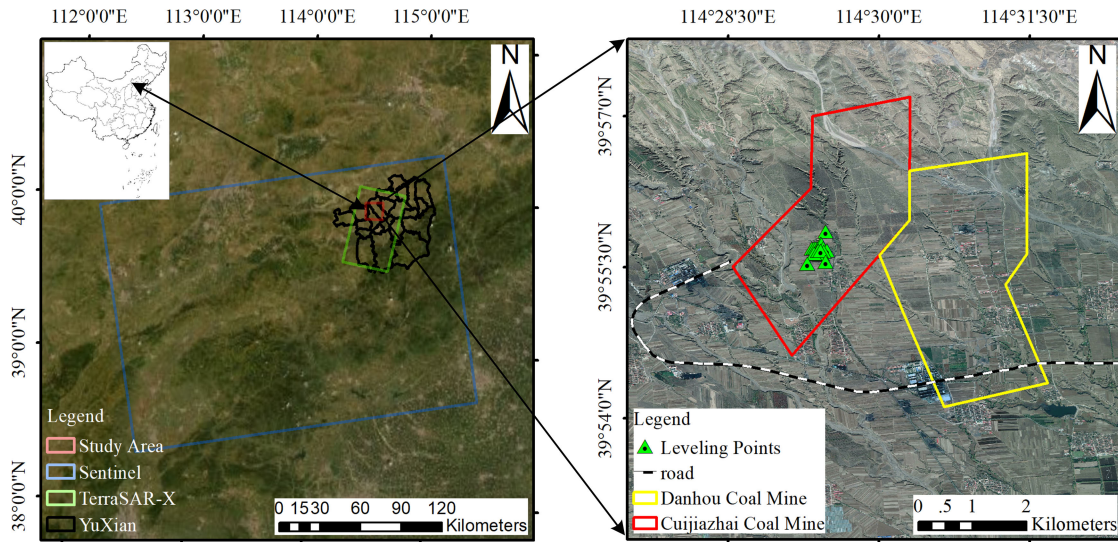 112°0'0"E 113°0'0"E 114°0'0"E 115°0'0"E
40°0'0"N
39°0'0"N
38°0'0"N
N
Legend
Study Area
Sentinel
TerraSAR-X
YuXian
0 1530 60 90 120
Kilometers
114°28'30"E 114°30'0"E 114°31'30"E
39°57'0"N
39°55'30"N
39°54'0"N
N
Legend
Leveling Points
road
Danhou Coal Mine
Cuijiazhai Coal Mine
0 .5 1 2
Kilometers